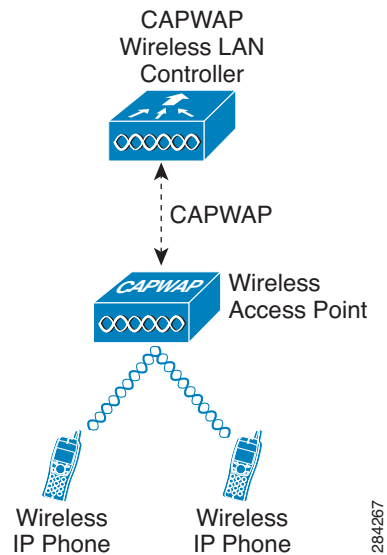 CAPWAP
Wireless LAN
Controller
CAPWAP
CAPWAP
Wireless
Access Point
Wireless
IP Phone
Wireless
IP Phone
284267